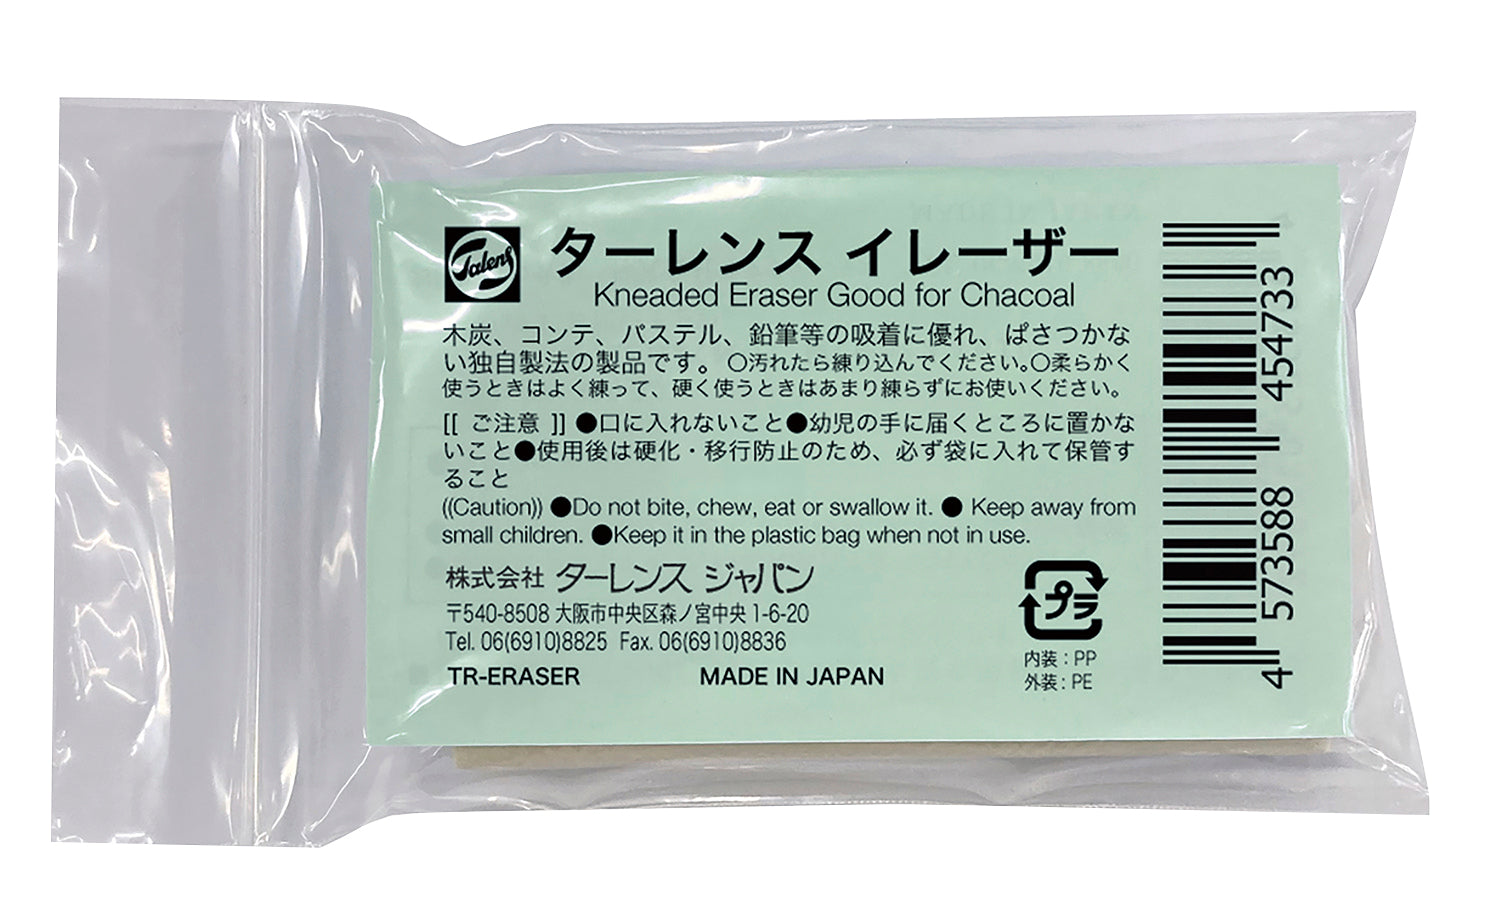 Talens
ターレンス イレーザー
Kneaded Eraser Good for Chacoal
木炭、コンテ、パステル、鉛筆等の吸着に優れ、ぱさつかな
い独自製法の製品です。 ○汚れたら練り込んでください。○柔らかく
使うときはよく練って、硬く使うときはあまり練らずにお使いください。
[[ ご注意 ]] ●口に入れないこと●幼児の手に届くところに置かな
いこと●使用後は硬化・移行防止のため、必ず袋に入れて保管す
ること
((Caution)) ●Do not bite, chew, eat or swallow it. ● Keep away from
small children. ●Keep it in the plastic bag when not in use.
株式会社 ターレンス ジャパン
〒540-8508 大阪市中央区森ノ宮中央 1-6-20
Tel. 06(6910)8825 Fax. 06(6910)8836
TR-ERASER MADE IN JAPAN
プラ
内装 : PP
外装 : PE
4 573588 454733